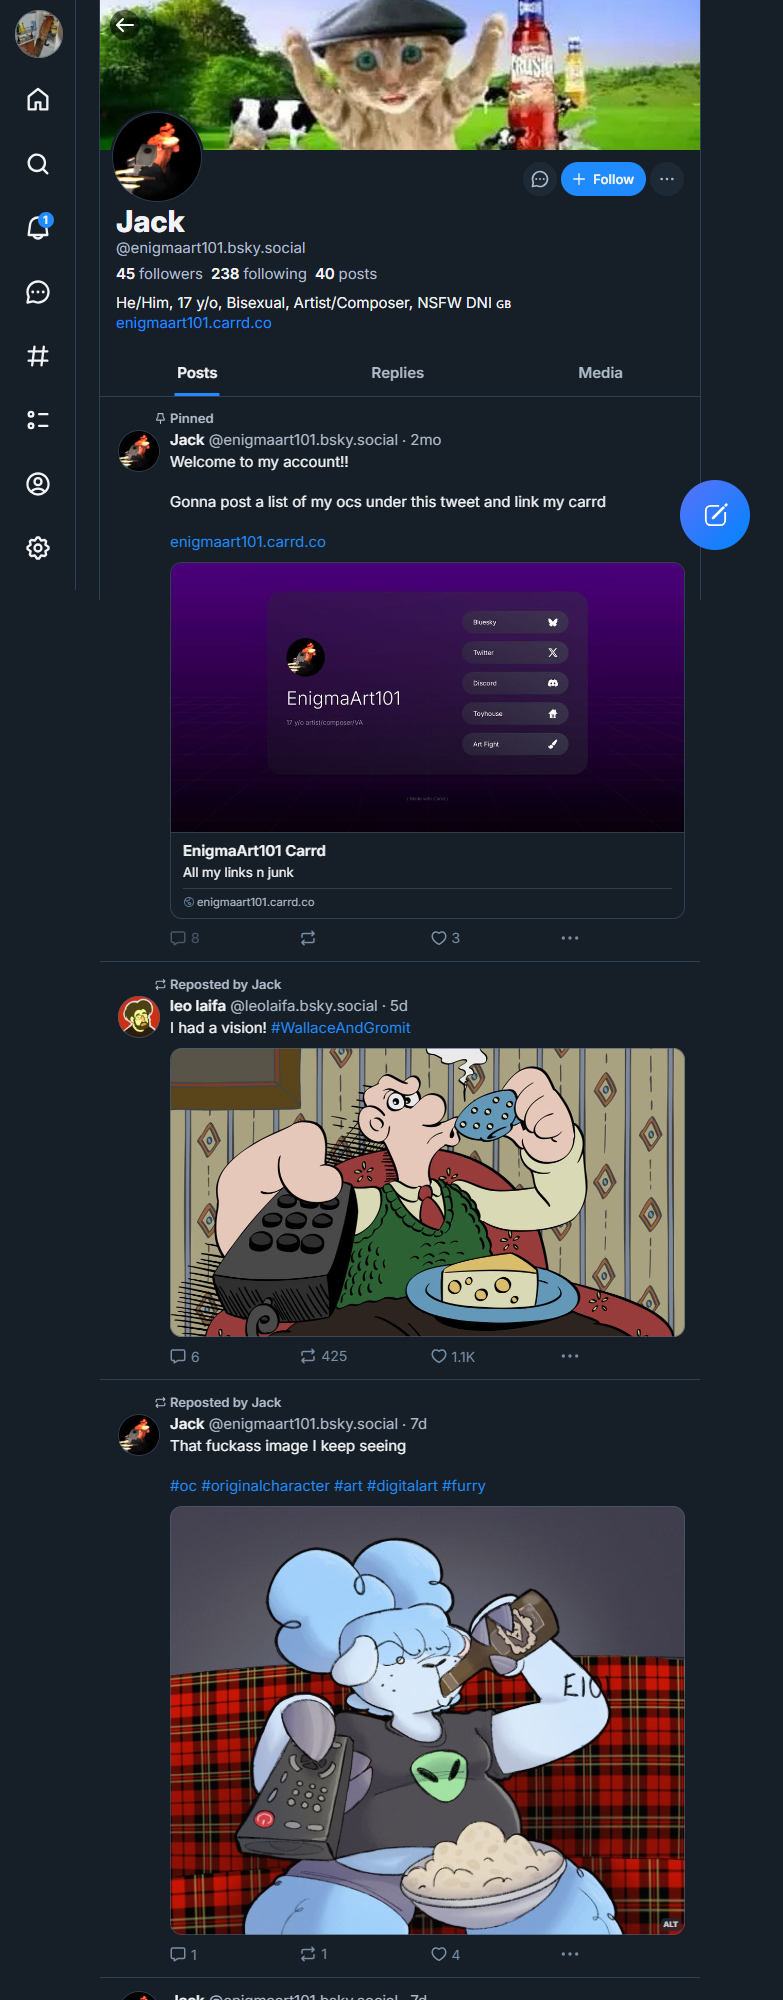 CRUSHA
1
Follow
Jack
@enigmaart101.bsky.social
45 followers 238 following 40 posts
He/Him, 17 y/o, Bisexual, Artist/Composer, NSFW DNI GB
enigmaart101.carrd.co
Posts Replies Media
Pinned
Jack @enigmaart101.bsky.social · 2mo
Welcome to my account!!
Gonna post a list of my ocs under this tweet and link my carrd
enigmaart101.carrd.co
Bluesky
Twitter
Discord
Toyhouse
Art Fight
EnigmaArt101
17 y/o artist/composer/VA
( Made with Carrd )
EnigmaArt101 Carrd
All my links n junk
enigmaart101.carrd.co
8 3
Reposted by Jack
leo laifa @leolaifa.bsky.social · 5d
I had a vision! #WallaceAndGromit
6 425 1.1K
Reposted by Jack
Jack @enigmaart101.bsky.social · 7d
That fuckass image I keep seeing
#oc #originalcharacter #art #digitalart #furry
ALT
1 1 4
Jack @enigmaart101.bsky.social · 7d